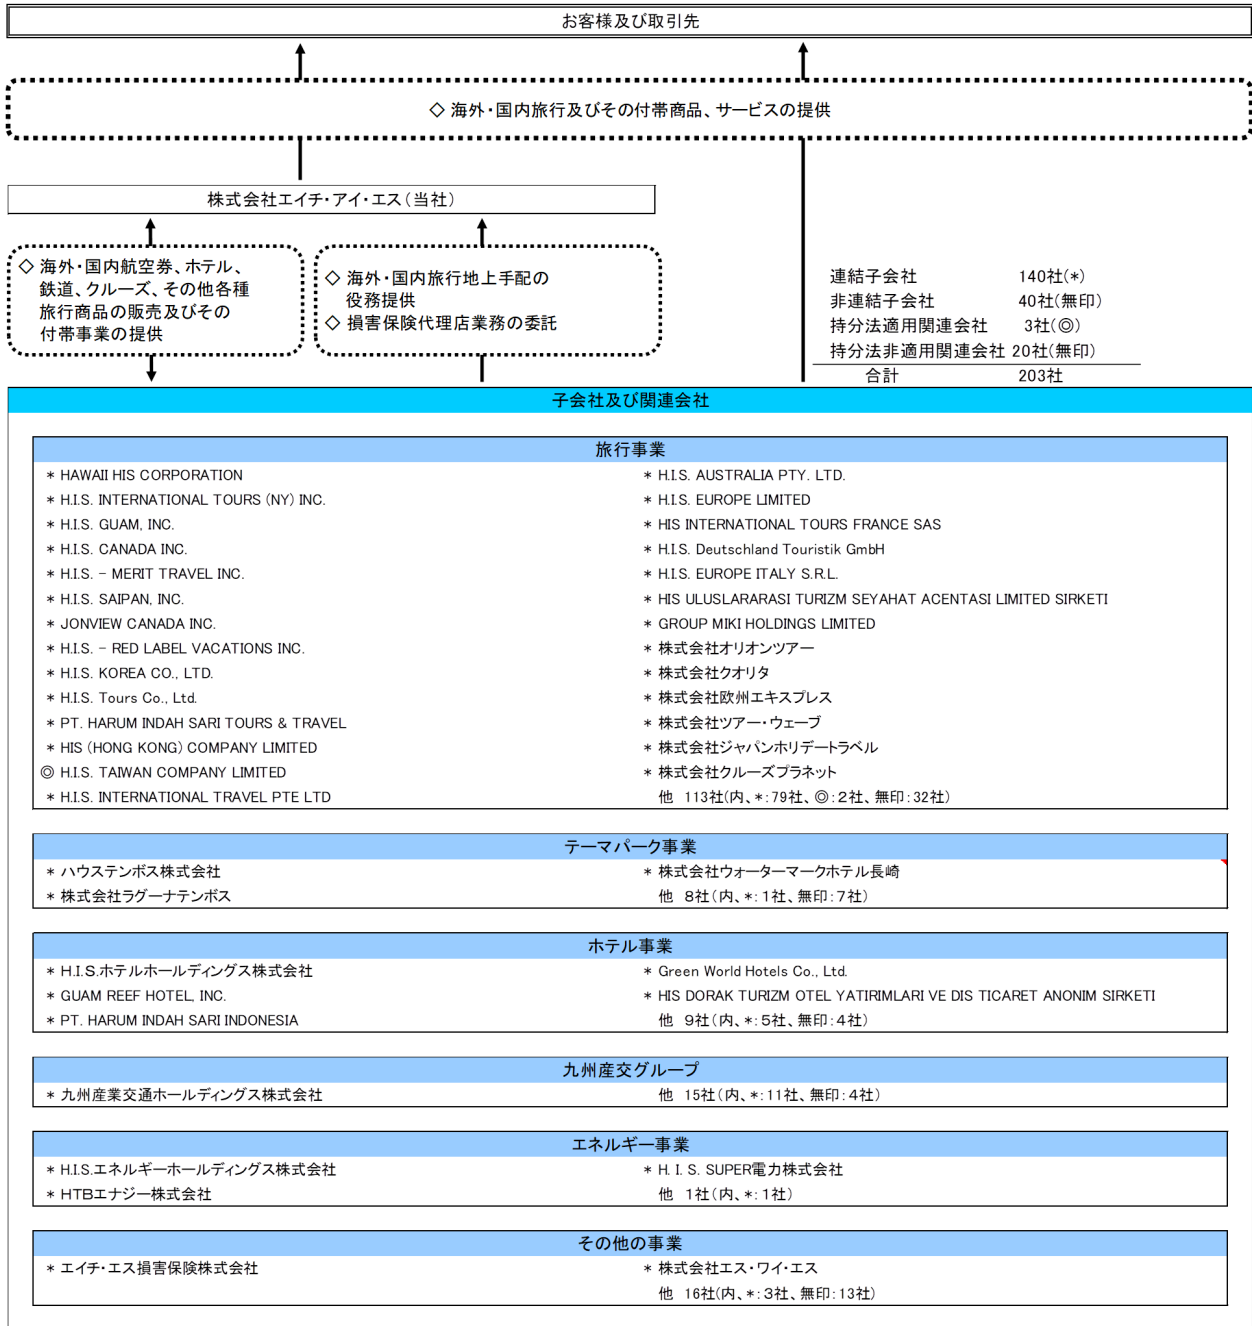 お客様及び取引先
◇ 海外・国内旅行及びその付帯商品、サービスの提供
株式会社エイチ・アイ・エス（当社）
◇ 海外・国内航空券、ホテル、
鉄道、クルーズ、その他各種
旅行商品の販売及びその
付帯事業の提供
◇ 海外・国内旅行地上手配の
役務提供
◇ 損害保険代理店業務の委託
連結子会社 140社(*)
非連結子会社 40社(無印)
持分法適用関連会社 3社(◎)
持分法非適用関連会社 20社(無印)
合計 203社
子会社及び関連会社
旅行事業
* HAWAII HIS CORPORATION
* H.I.S. INTERNATIONAL TOURS (NY) INC.
* H.I.S. GUAM, INC.
* H.I.S. CANADA INC.
* H.I.S. － MERIT TRAVEL INC.
* H.I.S. SAIPAN, INC.
* JONVIEW CANADA INC.
* H.I.S. － RED LABEL VACATIONS INC.
* H.I.S. KOREA CO., LTD.
* H.I.S. Tours Co., Ltd.
* PT. HARUM INDAH SARI TOURS & TRAVEL
* HIS (HONG KONG) COMPANY LIMITED
◎ H.I.S. TAIWAN COMPANY LIMITED
* H.I.S. INTERNATIONAL TRAVEL PTE LTD
* H.I.S. AUSTRALIA PTY. LTD.
* H.I.S. EUROPE LIMITED
* HIS INTERNATIONAL TOURS FRANCE SAS
* H.I.S. Deutschland Touristik GmbH
* H.I.S. EUROPE ITALY S.R.L.
* HIS ULUSLARARASI TURIZM SEYAHAT ACENTASI LIMITED SIRKETI
* GROUP MIKI HOLDINGS LIMITED
* 株式会社オリオンツアー
* 株式会社クオリタ
* 株式会社欧州エキスプレス
* 株式会社ツアー・ウェーブ
* 株式会社ジャパンホリデートラベル
* 株式会社クルーズプラネット
他 113社(内、*:79社、◎:2社、無印:32社)
テーマパーク事業
* ハウステンボス株式会社
* 株式会社ラグーナテンボス
* 株式会社ウォーターマークホテル長崎
他 8社(内、*:1社、無印:7社)
ホテル事業
* H.I.S.ホテルホールディングス株式会社
* GUAM REEF HOTEL, INC.
* PT. HARUM INDAH SARI INDONESIA
* Green World Hotels Co., Ltd.
* HIS DORAK TURIZM OTEL YATIRIMLARI VE DIS TICARET ANONIM SIRKETI
他 9社(内、*:5社、無印:4社)
九州産交グループ
* 九州産業交通ホールディングス株式会社
他 15社(内、*:11社、無印:4社)
エネルギー事業
* H.I.S.エネルギーホールディングス株式会社
* HTBエナジー株式会社
* H. I. S. SUPER電力株式会社
他 1社(内、*:1社)
その他の事業
* エイチ・エス損害保険株式会社
* 株式会社エス・ワイ・エス
他 16社(内、*:3社、無印:13社)